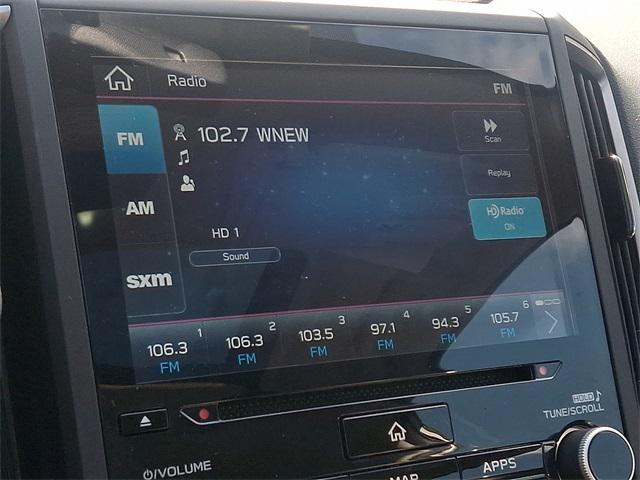 Radio
FM
FM
102.7 WNEW
Scan
AM
Replay
HD Radio
ON
HD 1
Sound
sxm
1 2 3 4 5 6
106.3 106.3 103.5 97.1 94.3 105.7
FM FM FM FM FM FM
HOLD
TUNE/SCROLL
/VOLUME
MAP
APPS